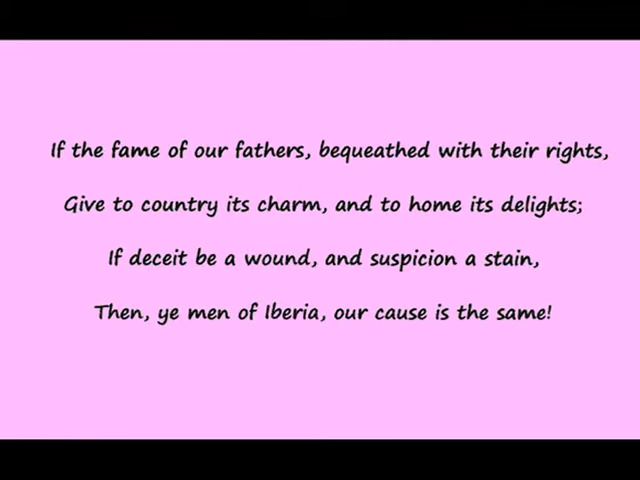 If the fame of our fathers, bequeathed with their rights,
Give to country its charm, and to home its delights;
If deceit be a wound, and suspicion a stain,
Then, ye men of Iberia, our cause is the same!